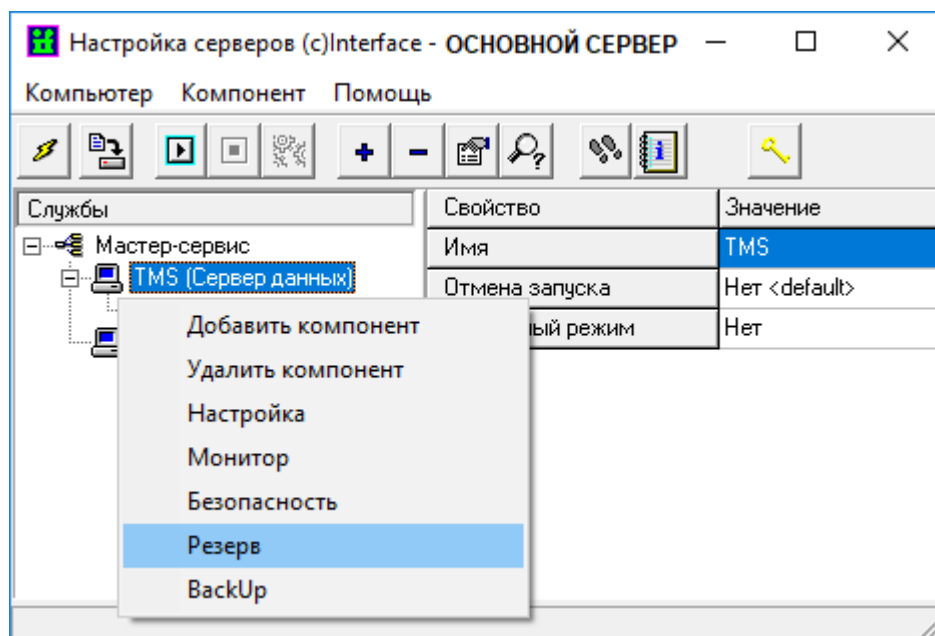 Настройка серверов (c)Interface - ОСНОВНОЙ СЕРВЕР
Компьютер Компонент Помощь
Службы Свойство Значение
Мастер-сервис Имя TMS
TMS (Сервер данных) Отмена запуска Нет <default>
ый режим Нет
Добавить компонент
Удалить компонент
Настройка
Монитор
Безопасность
Резерв
BackUp